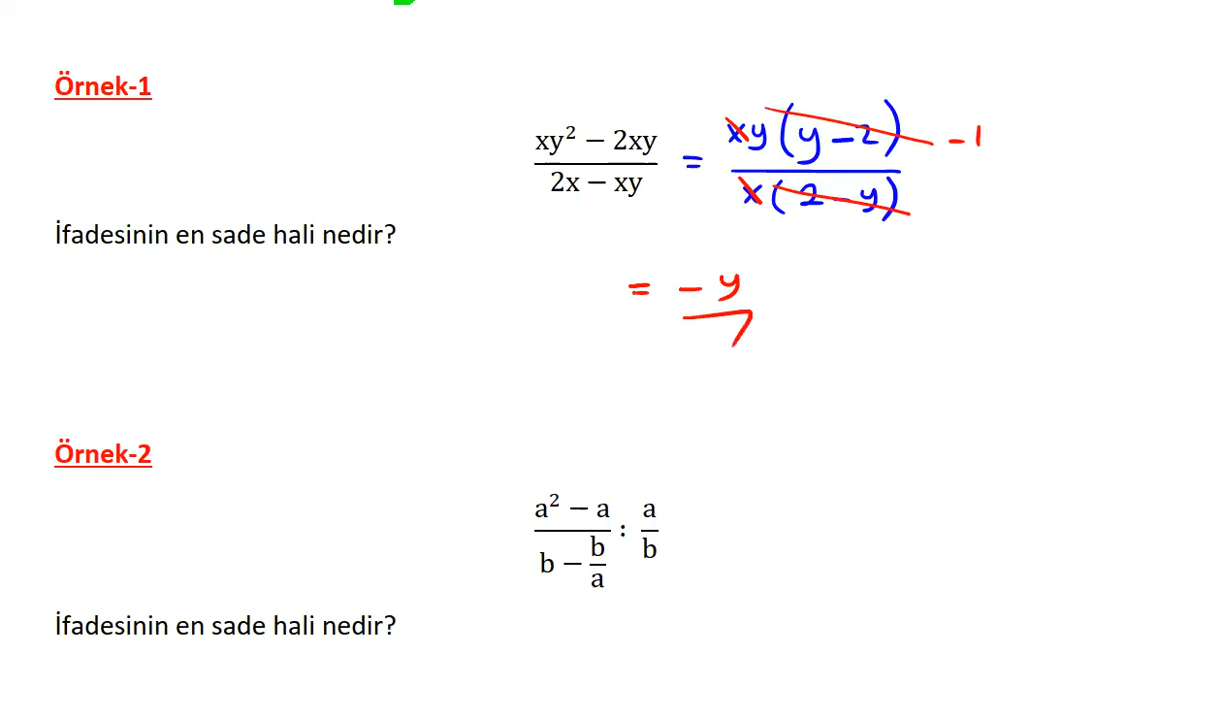 Örnek-1
xy² − 2xy / 2x − xy = xy(y − 2) / x(2 − y) −1
İfadesinin en sade hali nedir?
= − y
Örnek-2
a² − a / b − b/a : a/b
İfadesinin en sade hali nedir?